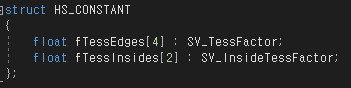 struct HS_CONSTANT
{
float fTessEdges[4] : SV_TessFactor;
float fTessInsides[2] : SV_InsideTessFactor;
};